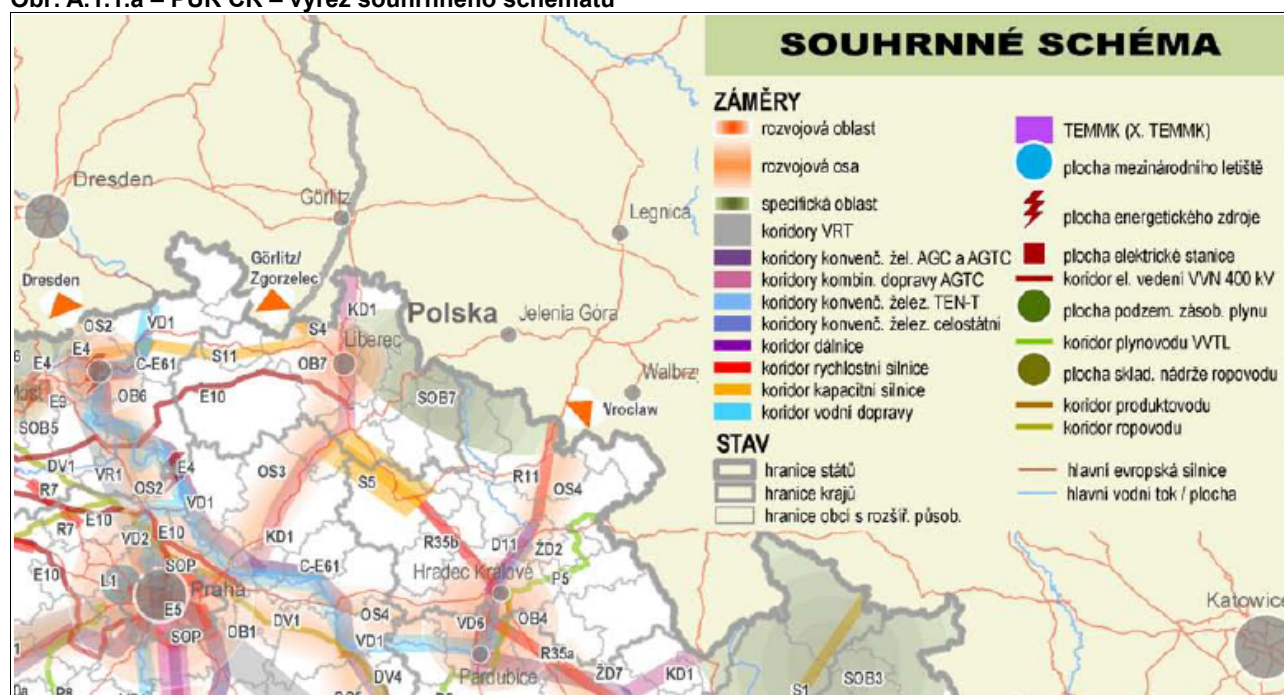 Obr. A.1.1.a – PÚR ČR – výřez souhrnného schématu
SOUHRNNÉ SCHÉMA
ZÁMĚRY
rozvojová oblast
rozvojová osa
specifická oblast
koridory VRT
koridory konvenč. žel. AGC a AGTC
koridory kombin. dopravy AGTC
koridory konvenč. želez. TEN-T
koridory konvenč. želez. celostátní
koridor dálnice
koridor rychlostní silnice
koridor kapacitní silnice
koridor vodní dopravy
STAV
hranice států
hranice krajů
hranice obcí s rozšíř. působ.
TEMMK (X. TEMMK)
plocha mezinárodního letiště
plocha energetického zdroje
plocha elektrické stanice
koridor el. vedení VVN 400 kV
plocha podzem. zásob. plynu
koridor plynovodu VVTL
plocha sklad. nádrže ropovodu
koridor produktovodu
koridor ropovodu
hlavní evropská silnice
hlavní vodní tok / plocha
Dresden
Görlitz
Legnica
Dresden
Görlitz/
Zgorzelec
KD1
Polska
Jelenia Góra
OS2
VD1
S4
E4
S11
Liberec
E4
C-E61
OB7
Most
OB6
E10
SOB7
Walbrzy
E9
Wroclaw
SOB5
DV1
VR1
E4
OS3
S5
R11
OS4
R7
OS2
VD1
R7
E10
VD2
E10
KD1
R35b
D11
ŽD2
E10
SOP
C-E61
Hradec Králové
P5
L1
Praha
E5
OS4
VD6
OB4
Katowice
SOP
OB1
DV1
VD1
R35a
Pardubice
ŽD7
KD1
DV4
S1
SOB3